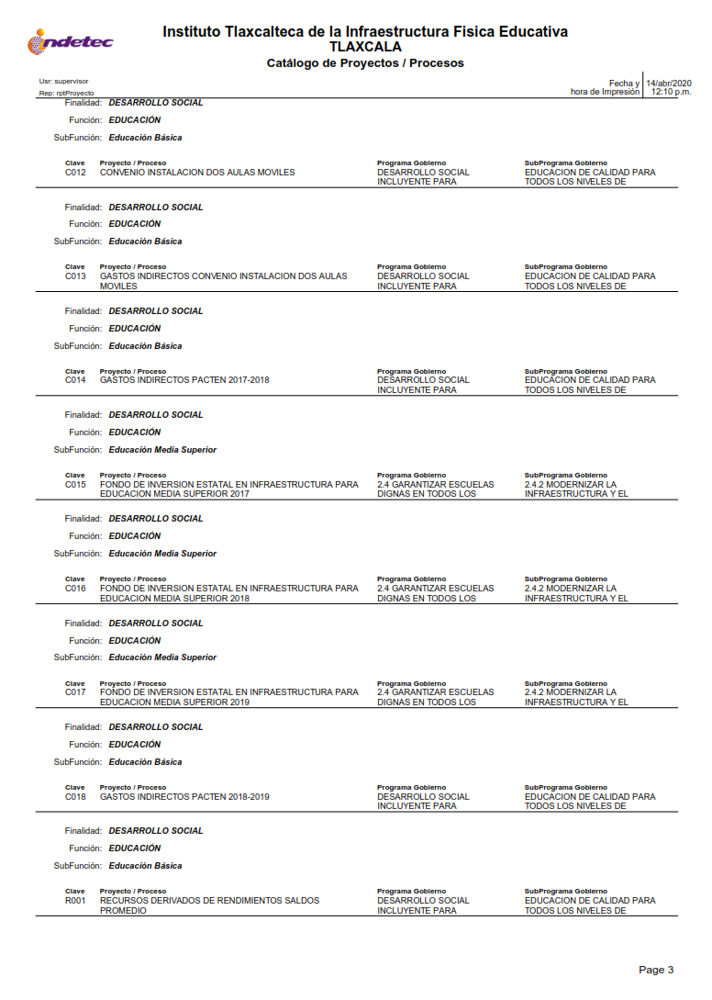 indetec
Instituto Tlaxcalteca de la Infraestructura Fisica Educativa
TLAXCALA
Catálogo de Proyectos / Procesos
Usr: supervisor
Rep: rptProyecto
Fecha y 14/abr/2020
hora de Impresión 12:10 p.m.
Finalidad: DESARROLLO SOCIAL
Función: EDUCACIÓN
SubFunción: Educación Básica
Clave Proyecto / Proceso Programa Gobierno SubPrograma Gobierno
C012 CONVENIO INSTALACION DOS AULAS MOVILES DESARROLLO SOCIAL EDUCACION DE CALIDAD PARA
INCLUYENTE PARA TODOS LOS NIVELES DE
Finalidad: DESARROLLO SOCIAL
Función: EDUCACIÓN
SubFunción: Educación Básica
Clave Proyecto / Proceso Programa Gobierno SubPrograma Gobierno
C013 GASTOS INDIRECTOS CONVENIO INSTALACION DOS AULAS DESARROLLO SOCIAL EDUCACION DE CALIDAD PARA
MOVILES INCLUYENTE PARA TODOS LOS NIVELES DE
Finalidad: DESARROLLO SOCIAL
Función: EDUCACIÓN
SubFunción: Educación Básica
Clave Proyecto / Proceso Programa Gobierno SubPrograma Gobierno
C014 GASTOS INDIRECTOS PACTEN 2017-2018 DESARROLLO SOCIAL EDUCACION DE CALIDAD PARA
INCLUYENTE PARA TODOS LOS NIVELES DE
Finalidad: DESARROLLO SOCIAL
Función: EDUCACIÓN
SubFunción: Educación Media Superior
Clave Proyecto / Proceso Programa Gobierno SubPrograma Gobierno
C015 FONDO DE INVERSION ESTATAL EN INFRAESTRUCTURA PARA 2.4 GARANTIZAR ESCUELAS 2.4.2 MODERNIZAR LA
EDUCACION MEDIA SUPERIOR 2017 DIGNAS EN TODOS LOS INFRAESTRUCTURA Y EL
Finalidad: DESARROLLO SOCIAL
Función: EDUCACIÓN
SubFunción: Educación Media Superior
Clave Proyecto / Proceso Programa Gobierno SubPrograma Gobierno
C016 FONDO DE INVERSION ESTATAL EN INFRAESTRUCTURA PARA 2.4 GARANTIZAR ESCUELAS 2.4.2 MODERNIZAR LA
EDUCACION MEDIA SUPERIOR 2018 DIGNAS EN TODOS LOS INFRAESTRUCTURA Y EL
Finalidad: DESARROLLO SOCIAL
Función: EDUCACIÓN
SubFunción: Educación Media Superior
Clave Proyecto / Proceso Programa Gobierno SubPrograma Gobierno
C017 FONDO DE INVERSION ESTATAL EN INFRAESTRUCTURA PARA 2.4 GARANTIZAR ESCUELAS 2.4.2 MODERNIZAR LA
EDUCACION MEDIA SUPERIOR 2019 DIGNAS EN TODOS LOS INFRAESTRUCTURA Y EL
Finalidad: DESARROLLO SOCIAL
Función: EDUCACIÓN
SubFunción: Educación Básica
Clave Proyecto / Proceso Programa Gobierno SubPrograma Gobierno
C018 GASTOS INDIRECTOS PACTEN 2018-2019 DESARROLLO SOCIAL EDUCACION DE CALIDAD PARA
INCLUYENTE PARA TODOS LOS NIVELES DE
Finalidad: DESARROLLO SOCIAL
Función: EDUCACIÓN
SubFunción: Educación Básica
Clave Proyecto / Proceso Programa Gobierno SubPrograma Gobierno
R001 RECURSOS DERIVADOS DE RENDIMIENTOS SALDOS DESARROLLO SOCIAL EDUCACION DE CALIDAD PARA
PROMEDIO INCLUYENTE PARA TODOS LOS NIVELES DE
Page 3